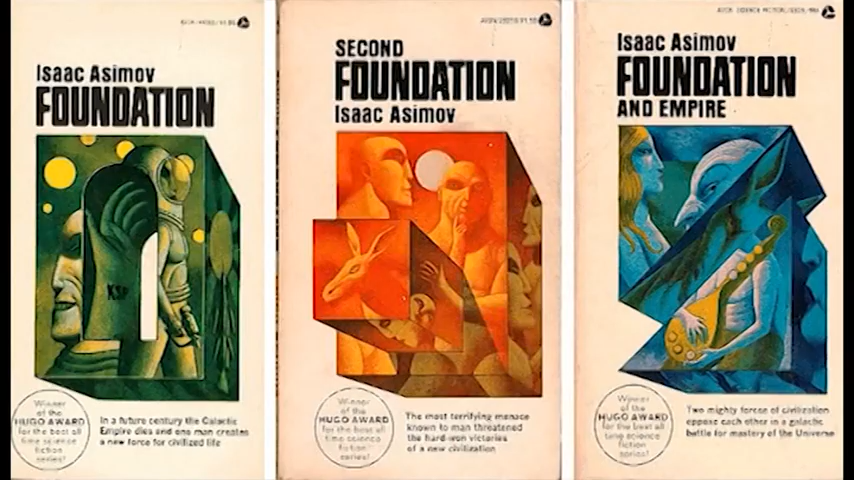 Isaac Asimov
FOUNDATION
Winner
of the
HUGO AWARD
for the best all
time science
fiction
series!
In a future century the Galactic
Empire dies and one man creates
a new force for civilized life
SECOND
FOUNDATION
Isaac Asimov
Winner
of the
HUGO AWARD
for the best all
time science
fiction
series!
The most terrifying menace
known to man threatened
the hard-won victories
of a new civilization
Isaac Asimov
FOUNDATION
AND EMPIRE
Winner
of the
HUGO AWARD
for the best all
time science
fiction
series!
Two mighty forces of civilization
oppose each other in a galactic
battle for mastery of the Universe